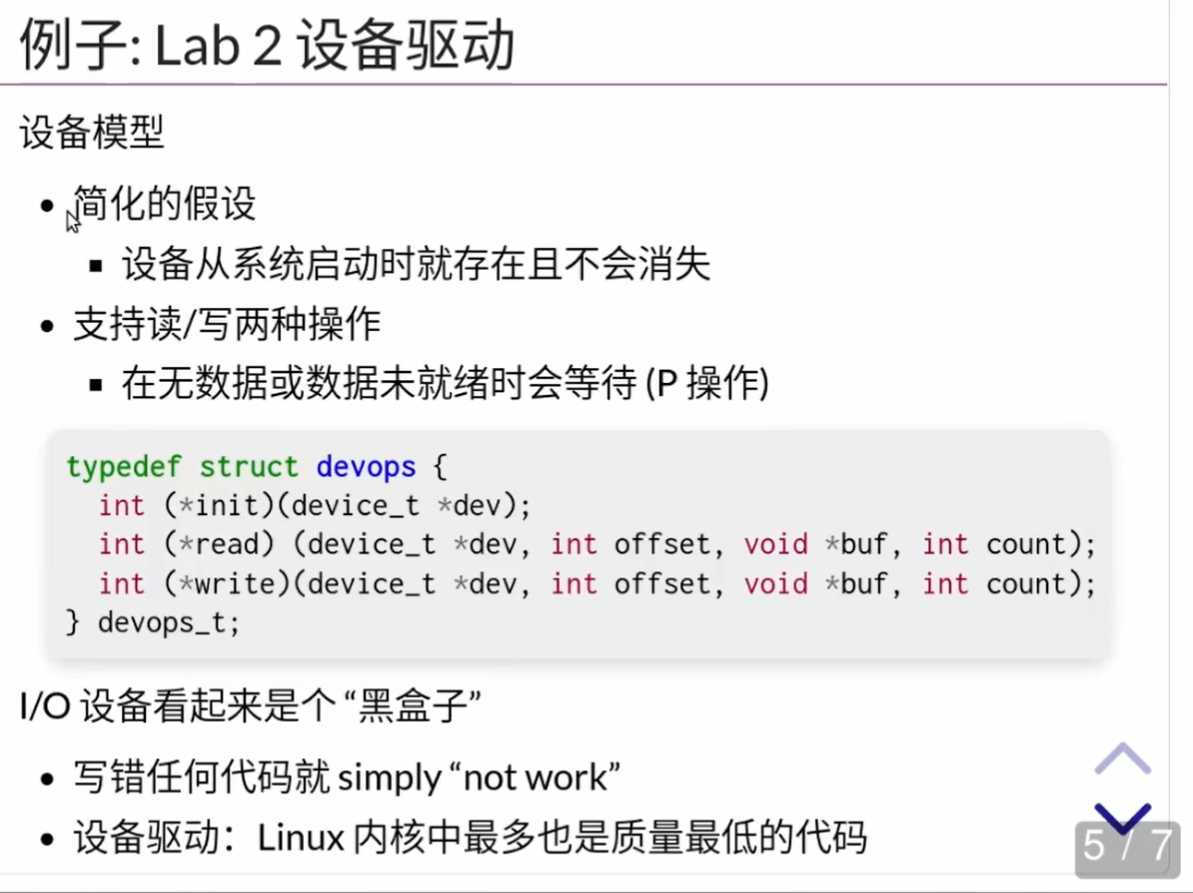 例子: Lab 2 设备驱动
设备模型
• 简化的假设
▪ 设备从系统启动时就存在且不会消失
• 支持读/写两种操作
▪ 在无数据或数据未就绪时会等待 (P 操作)
typedef struct devops {
  int (*init)(device_t *dev);
  int (*read) (device_t *dev, int offset, void *buf, int count);
  int (*write)(device_t *dev, int offset, void *buf, int count);
} devops_t;
I/O 设备看起来是个 “黑盒子”
• 写错任何代码就 simply “not work”
• 设备驱动：Linux 内核中最多也是质量最低的代码
5 / 7